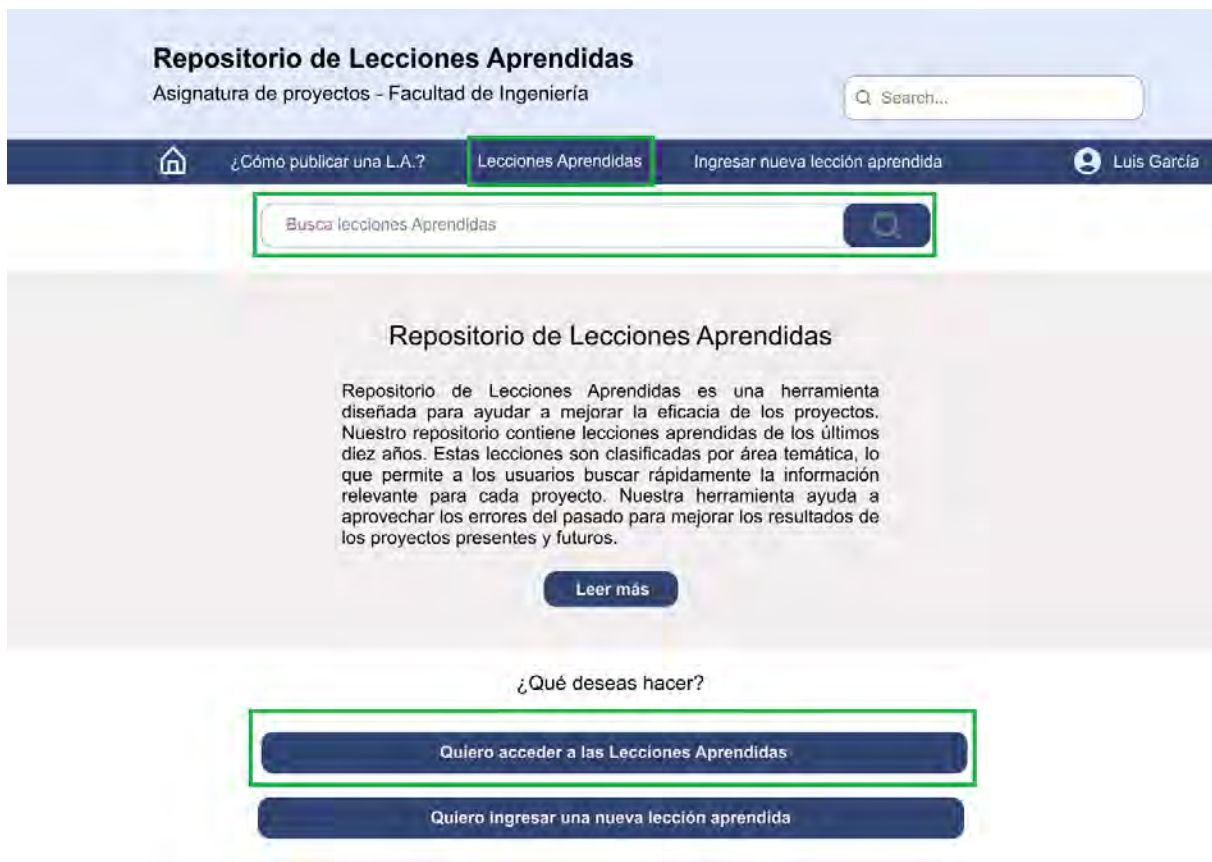 Repositorio de Lecciones Aprendidas
Asignatura de proyectos - Facultad de Ingeniería
Search...
¿Cómo publicar una L.A.?
Lecciones Aprendidas
Ingresar nueva lección aprendida
Luis García
Busca lecciones Aprendidas
Repositorio de Lecciones Aprendidas
Repositorio de Lecciones Aprendidas es una herramienta
diseñada para ayudar a mejorar la eficacia de los proyectos.
Nuestro repositorio contiene lecciones aprendidas de los últimos
diez años. Estas lecciones son clasificadas por área temática, lo
que permite a los usuarios buscar rápidamente la información
relevante para cada proyecto. Nuestra herramienta ayuda a
aprovechar los errores del pasado para mejorar los resultados de
los proyectos presentes y futuros.
Leer más
¿Qué deseas hacer?
Quiero acceder a las Lecciones Aprendidas
Quiero ingresar una nueva lección aprendida